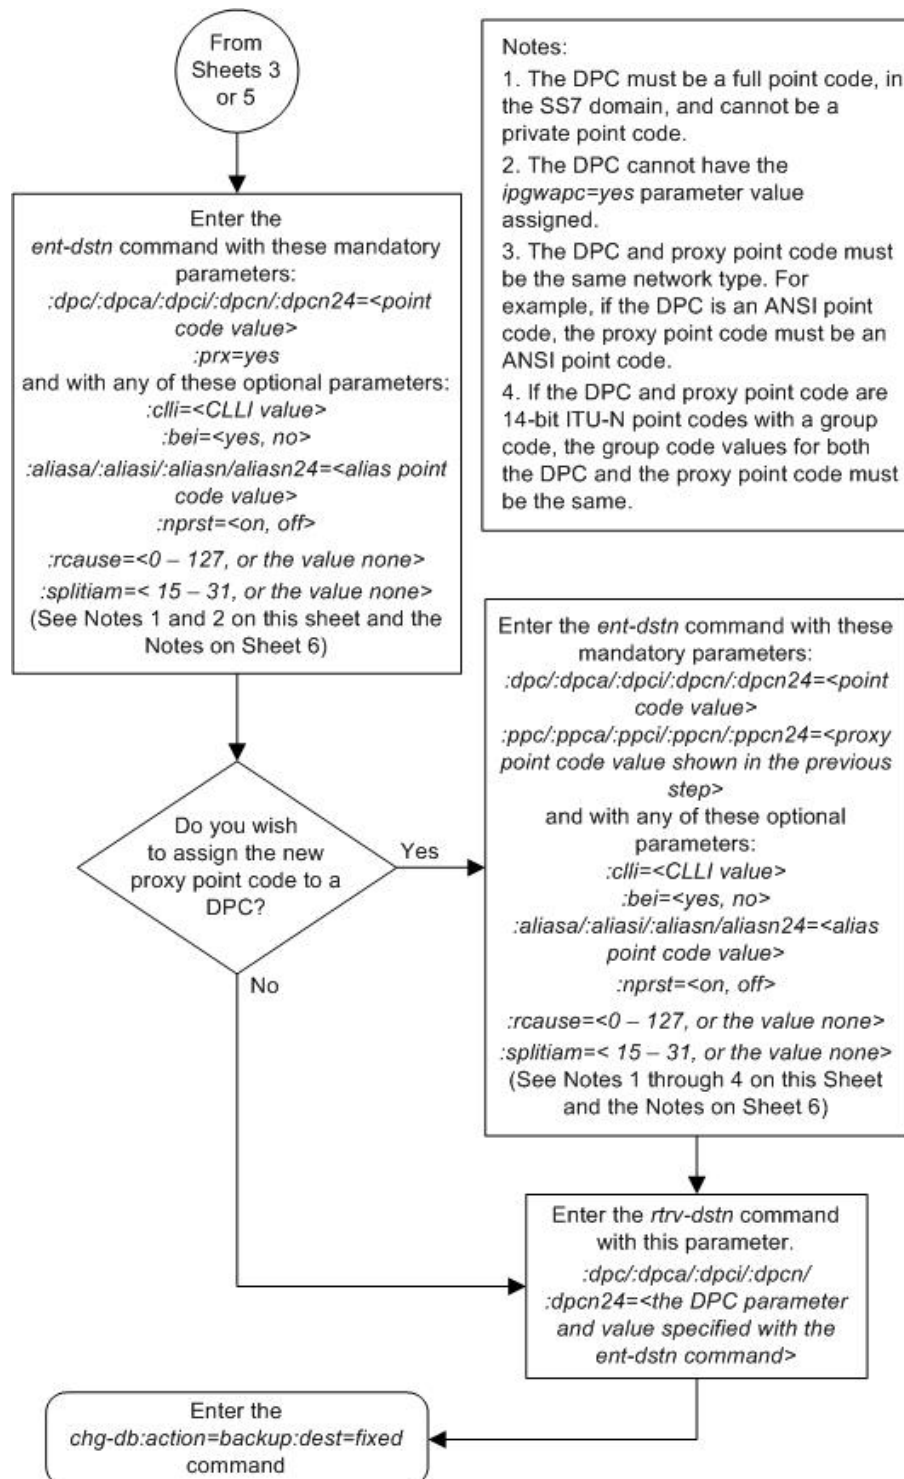 From
Sheets 3
or 5
Notes:
1. The DPC must be a full point code, in
the SS7 domain, and cannot be a
private point code.
2. The DPC cannot have the
ipgwapc=yes parameter value
assigned.
3. The DPC and proxy point code must
be the same network type. For
example, if the DPC is an ANSI point
code, the proxy point code must be an
ANSI point code.
4. If the DPC and proxy point code are
14-bit ITU-N point codes with a group
code, the group code values for both
the DPC and the proxy point code must
be the same.
Enter the
ent-dstn command with these mandatory
parameters:
:dpc/:dpca/:dpci/:dpcn/:dpcn24=<point
code value>
:prx=yes
and with any of these optional parameters:
:clli=<CLLI value>
:bei=<yes, no>
:aliasa/:aliasi/:aliasn/aliasn24=<alias point
code value>
:nprst=<on, off>
:rcause=<0 – 127, or the value none>
:splitiam=< 15 – 31, or the value none>
(See Notes 1 and 2 on this sheet and the
Notes on Sheet 6)
Do you wish
to assign the new
proxy point code to a
DPC?
Yes
No
Enter the ent-dstn command with these
mandatory parameters:
:dpc/:dpca/:dpci/:dpcn/:dpcn24=<point
code value>
:ppc/:ppca/:ppci/:ppcn/:ppcn24=<proxy
point code value shown in the previous
step>
and with any of these optional
parameters:
:clli=<CLLI value>
:bei=<yes, no>
:aliasa/:aliasi/:aliasn/aliasn24=<alias
point code value>
:nprst=<on, off>
:rcause=<0 – 127, or the value none>
:splitiam=< 15 – 31, or the value none>
(See Notes 1 through 4 on this Sheet
and the Notes on Sheet 6)
Enter the rtrv-dstn command
with this parameter.
:dpc/:dpca/:dpci/:dpcn/
:dpcn24=<the DPC parameter
and value specified with the
ent-dstn command>
Enter the
chg-db:action=backup:dest=fixed
command